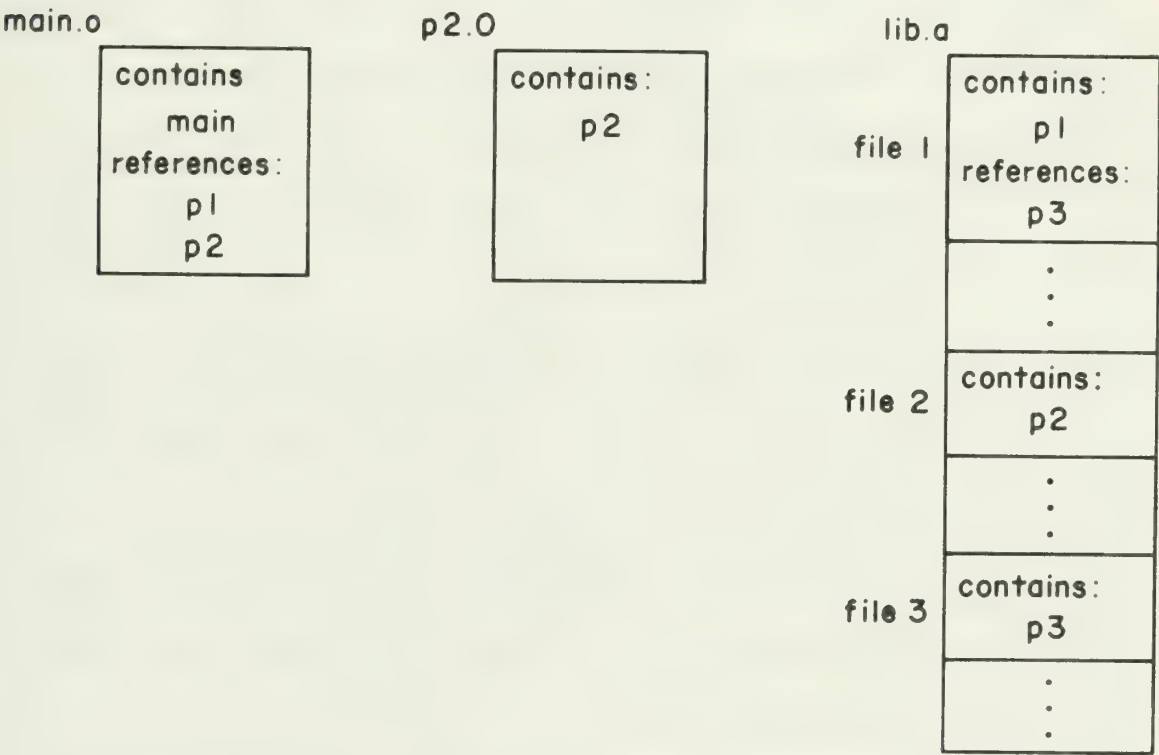 main.o
contains
main
references:
p1
p2
p2.0
contains:
p2
lib.a
file 1
contains:
p1
references:
p3
file 2
contains:
p2
file 3
contains:
p3